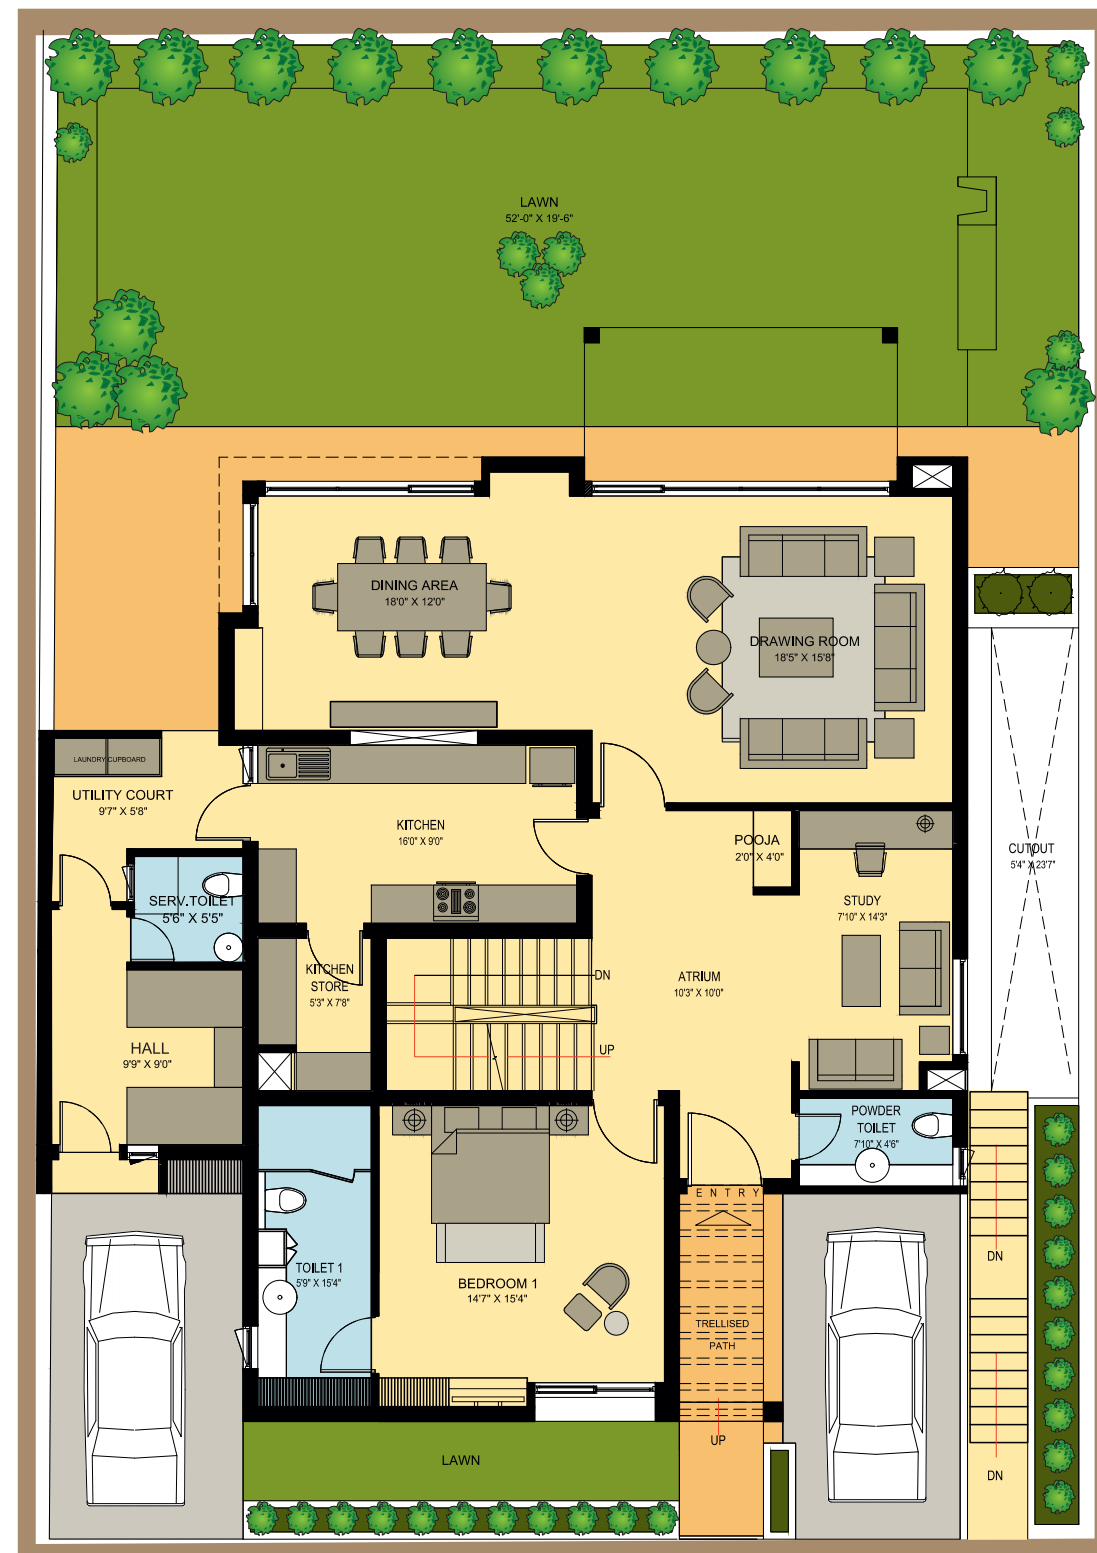 LAWN
52'-0" X 19'-6"
DINING AREA
18'0" X 12'0"
DRAWING ROOM
18'5" X 15'8"
LAUNDRY CUPBOARD
UTILITY COURT
9'7" X 5'8"
KITCHEN
16'0" X 9'0"
POOJA
2'0" X 4'0"
CUTOUT
5'4" X 23'7"
SERV.TOILET
5'6" X 5'5"
STUDY
7'10" X 14'3"
KITCHEN
STORE
5'3" X 7'8"
DN
ATRIUM
10'3" X 10'0"
HALL
9'9" X 9'0"
UP
POWDER
TOILET
7'10" X 4'6"
ENTRY
DN
TOILET 1
5'9" X 15'4"
BEDROOM 1
14'7" X 15'4"
TRELLISED
PATH
UP
LAWN
DN